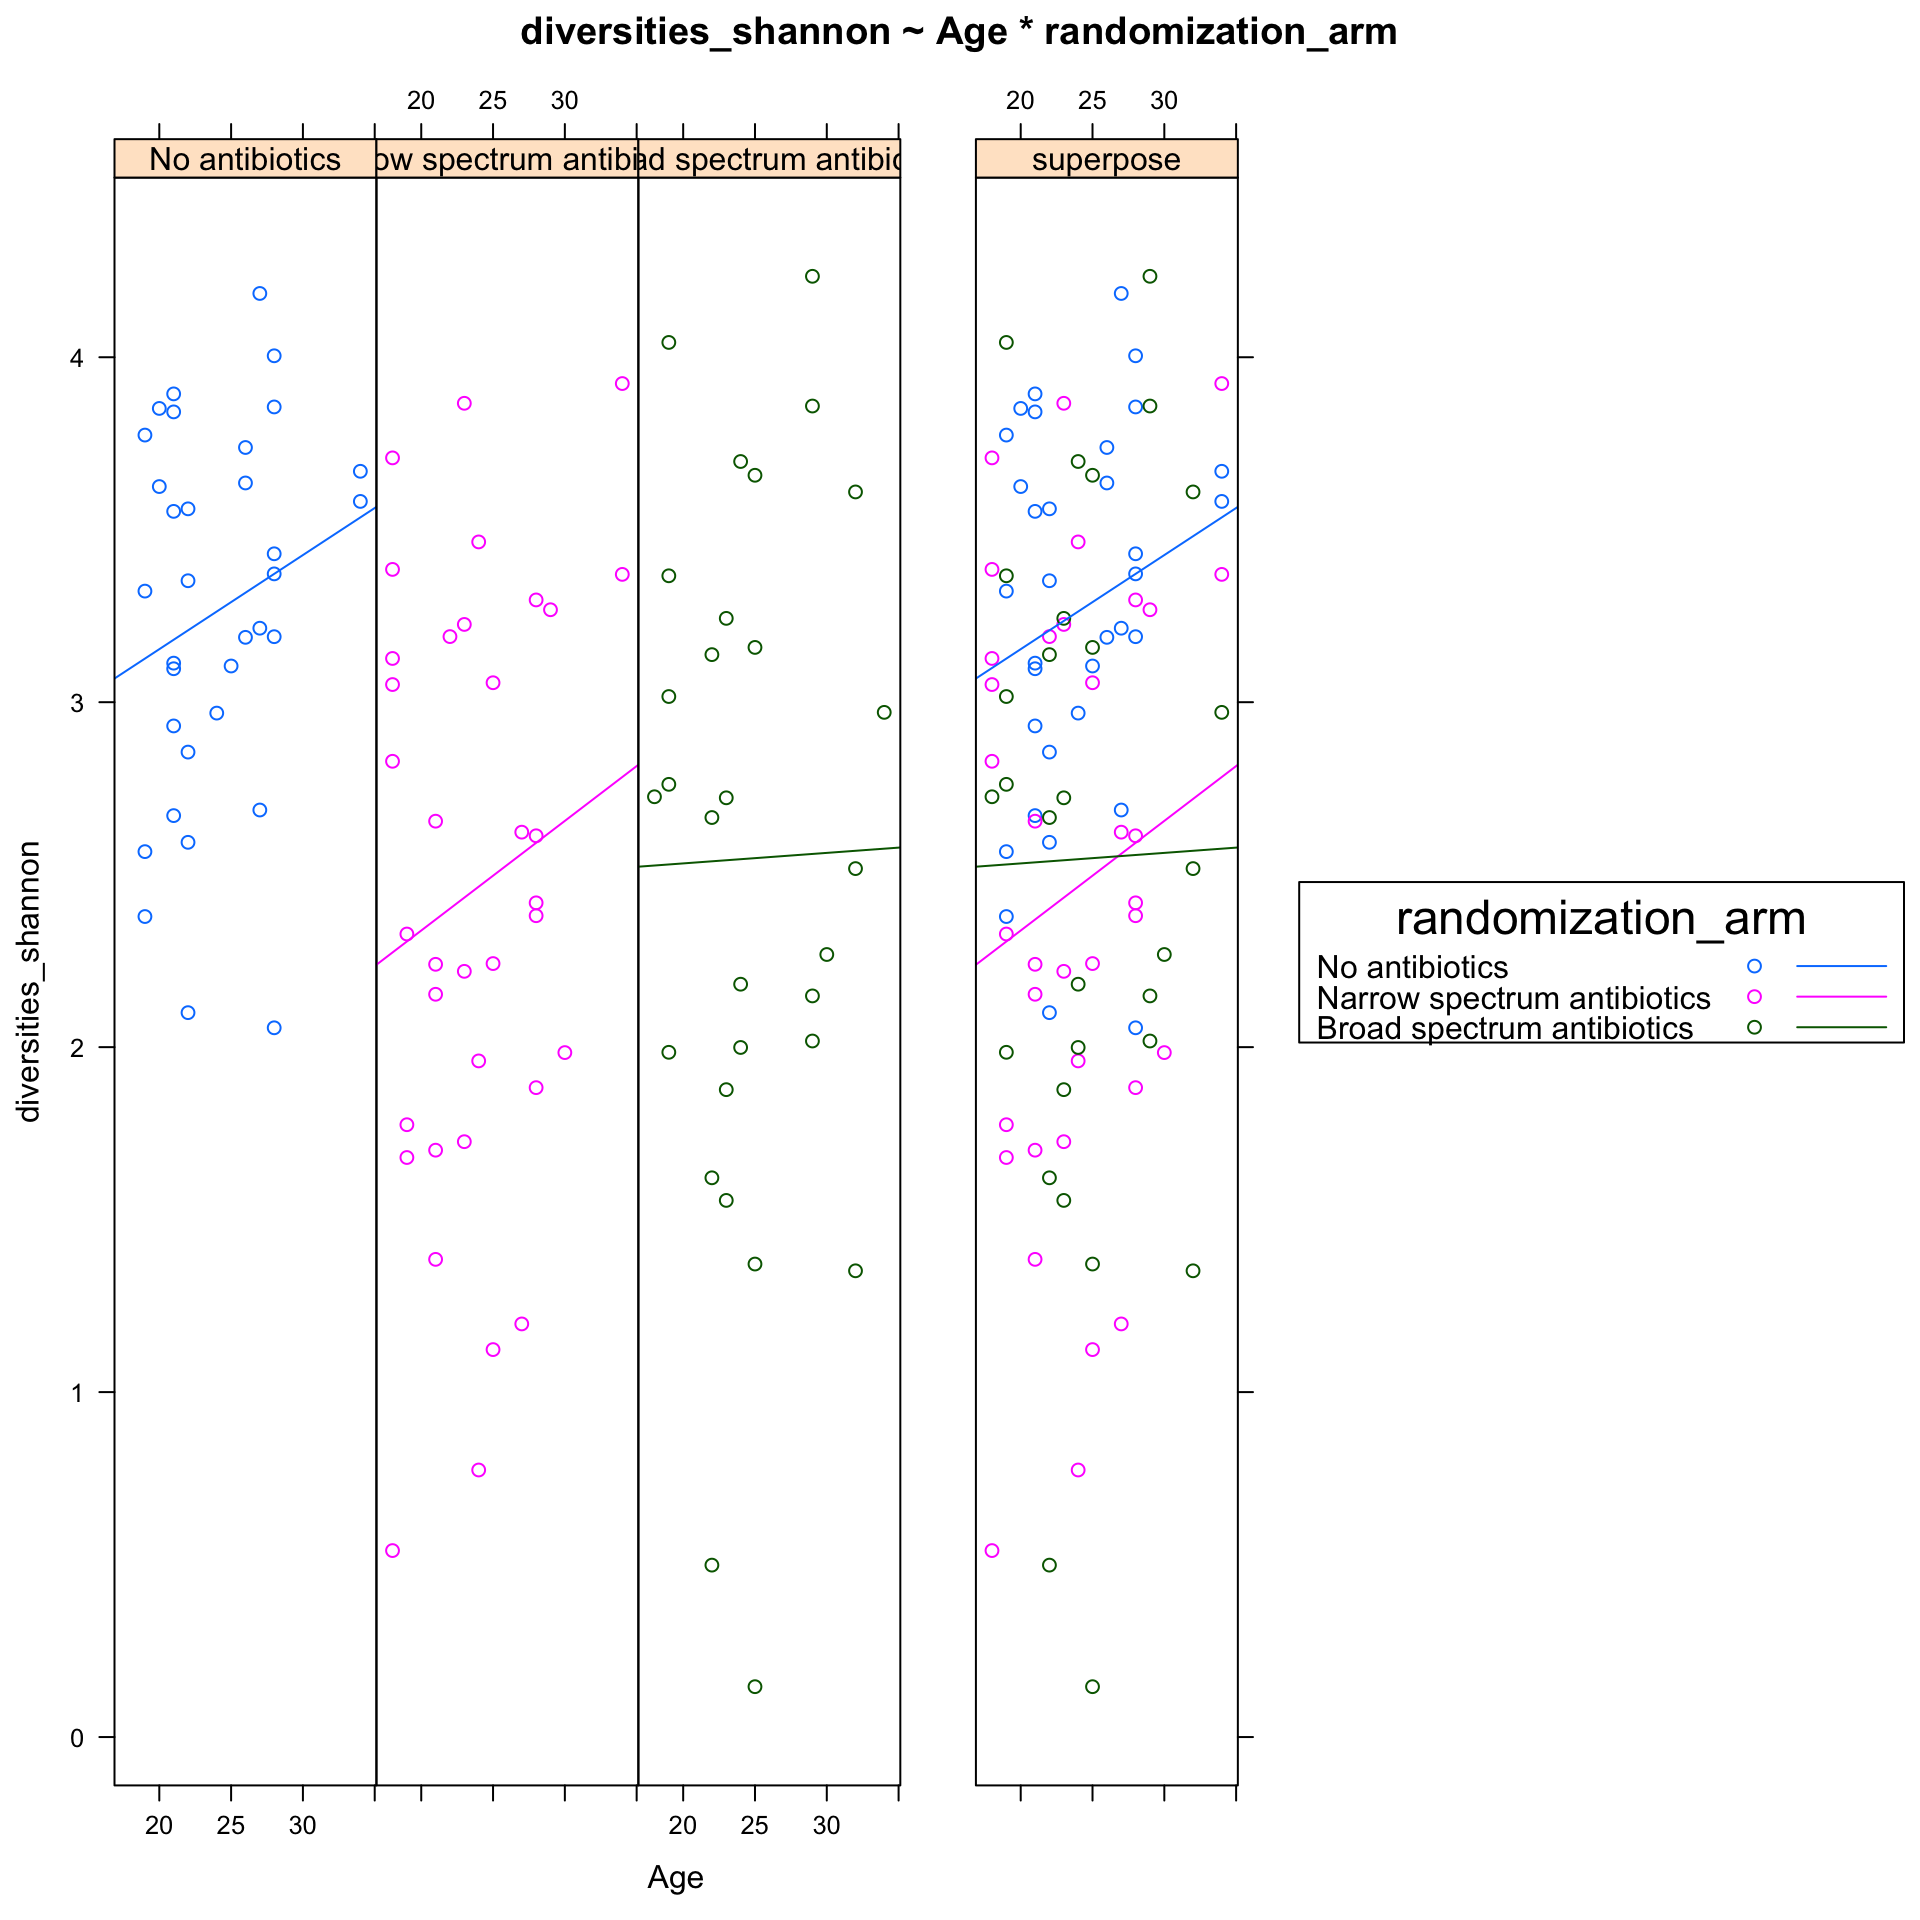 diversities_shannon ~ Age * randomization_arm
20 25 30 20 25 30
No antibiotics ow spectrum antibi ad spectrum antibio superpose
4
3
2
1
0
diversities_shannon
randomization_arm
No antibiotics
Narrow spectrum antibiotics
Broad spectrum antibiotics
20 25 30 20 25 30
Age